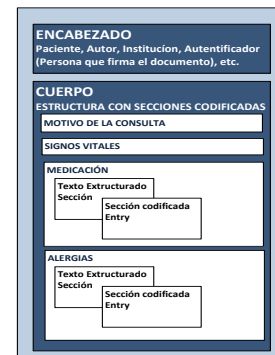 ENCABEZADO
Paciente, Autor, Institucíon, Autentificador
(Persona que firma el documento), etc.
CUERPO
ESTRUCTURA CON SECCIONES CODIFICADAS
MOTIVO DE LA CONSULTA
SIGNOS VITALES
MEDICACIÓN
Texto Extructurado
Sección
Sección codificada
Entry
ALERGIAS
Texto Extructurado
Sección
Sección codificada
Entry